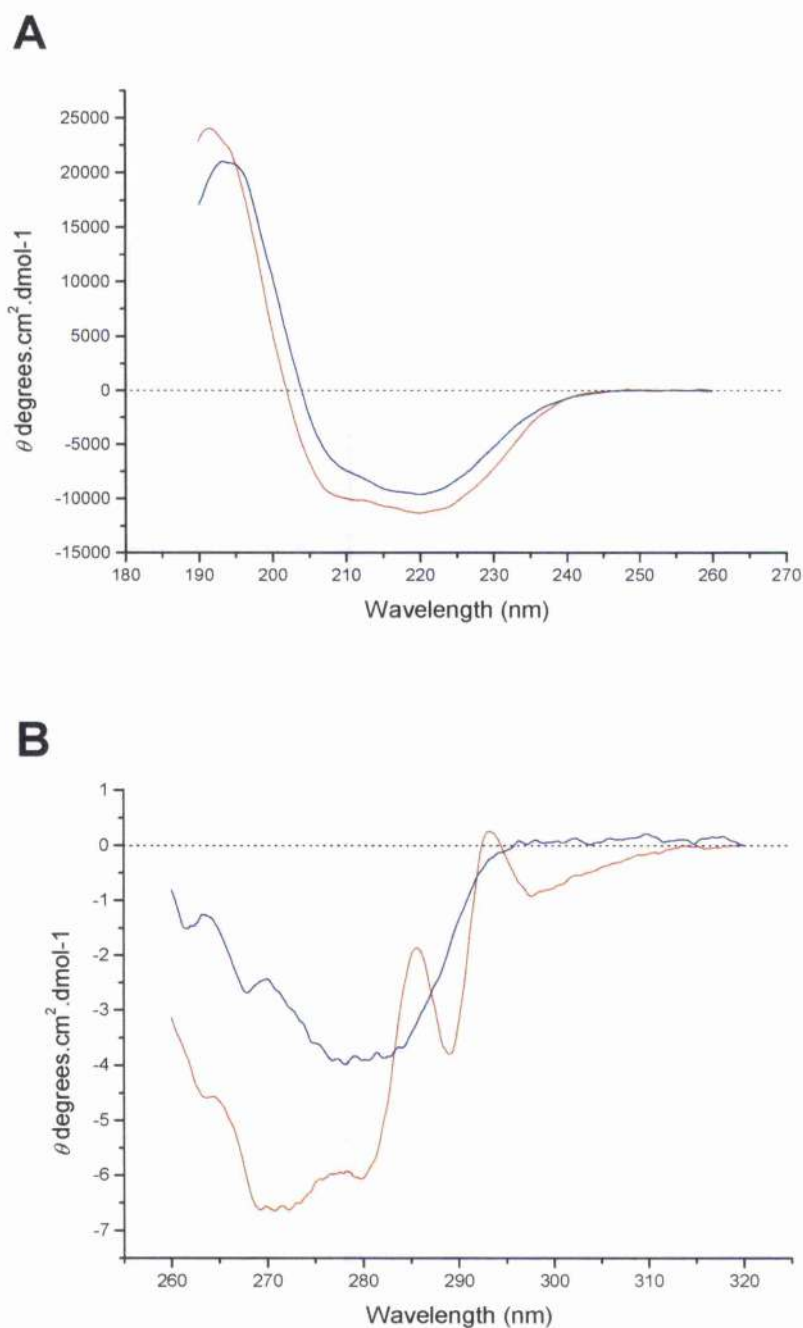 A
25000
20000
15000
10000
5000
0
-5000
-10000
-15000
θ degrees.cm².dmol-1
180 190 200 210 220 230 240 250 260 270
Wavelength (nm)
B
1
0
-1
-2
-3
-4
-5
-6
-7
θ degrees.cm².dmol-1
260 270 280 290 300 310 320
Wavelength (nm)